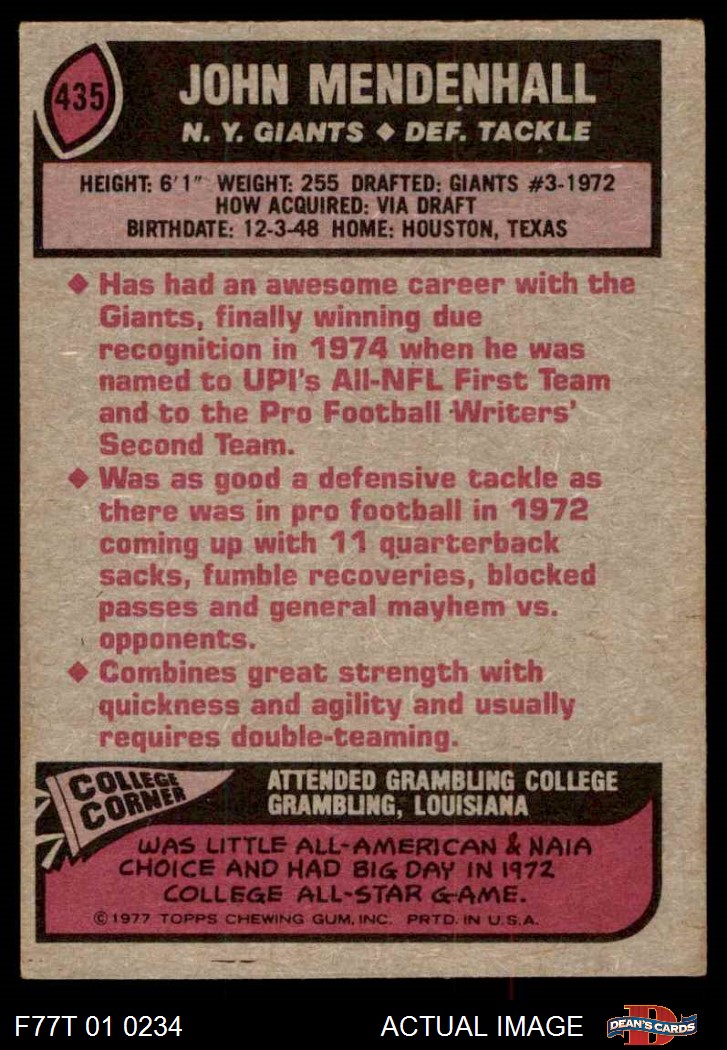 435
JOHN MENDENHALL
N. Y. GIANTS ◆ DEF. TACKLE
HEIGHT: 6'1" WEIGHT: 255 DRAFTED: GIANTS #3-1972
HOW ACQUIRED: VIA DRAFT
BIRTHDATE: 12-3-48 HOME: HOUSTON, TEXAS
◆ Has had an awesome career with the
Giants, finally winning due
recognition in 1974 when he was
named to UPI's All-NFL First Team
and to the Pro Football Writers'
Second Team.
◆ Was as good a defensive tackle as
there was in pro football in 1972
coming up with 11 quarterback
sacks, fumble recoveries, blocked
passes and general mayhem vs.
opponents.
◆ Combines great strength with
quickness and agility and usually
requires double-teaming.
COLLEGE
CORNER
ATTENDED GRAMBLING COLLEGE
GRAMBLING, LOUISIANA
WAS LITTLE ALL-AMERICAN & NAIA
CHOICE AND HAD BIG DAY IN 1972
COLLEGE ALL-STAR GAME.
© 1977 TOPPS CHEWING GUM, INC. PRTD. IN U.S.A.
F77T 01 0234
ACTUAL IMAGE
D
DEAN'S CARDS